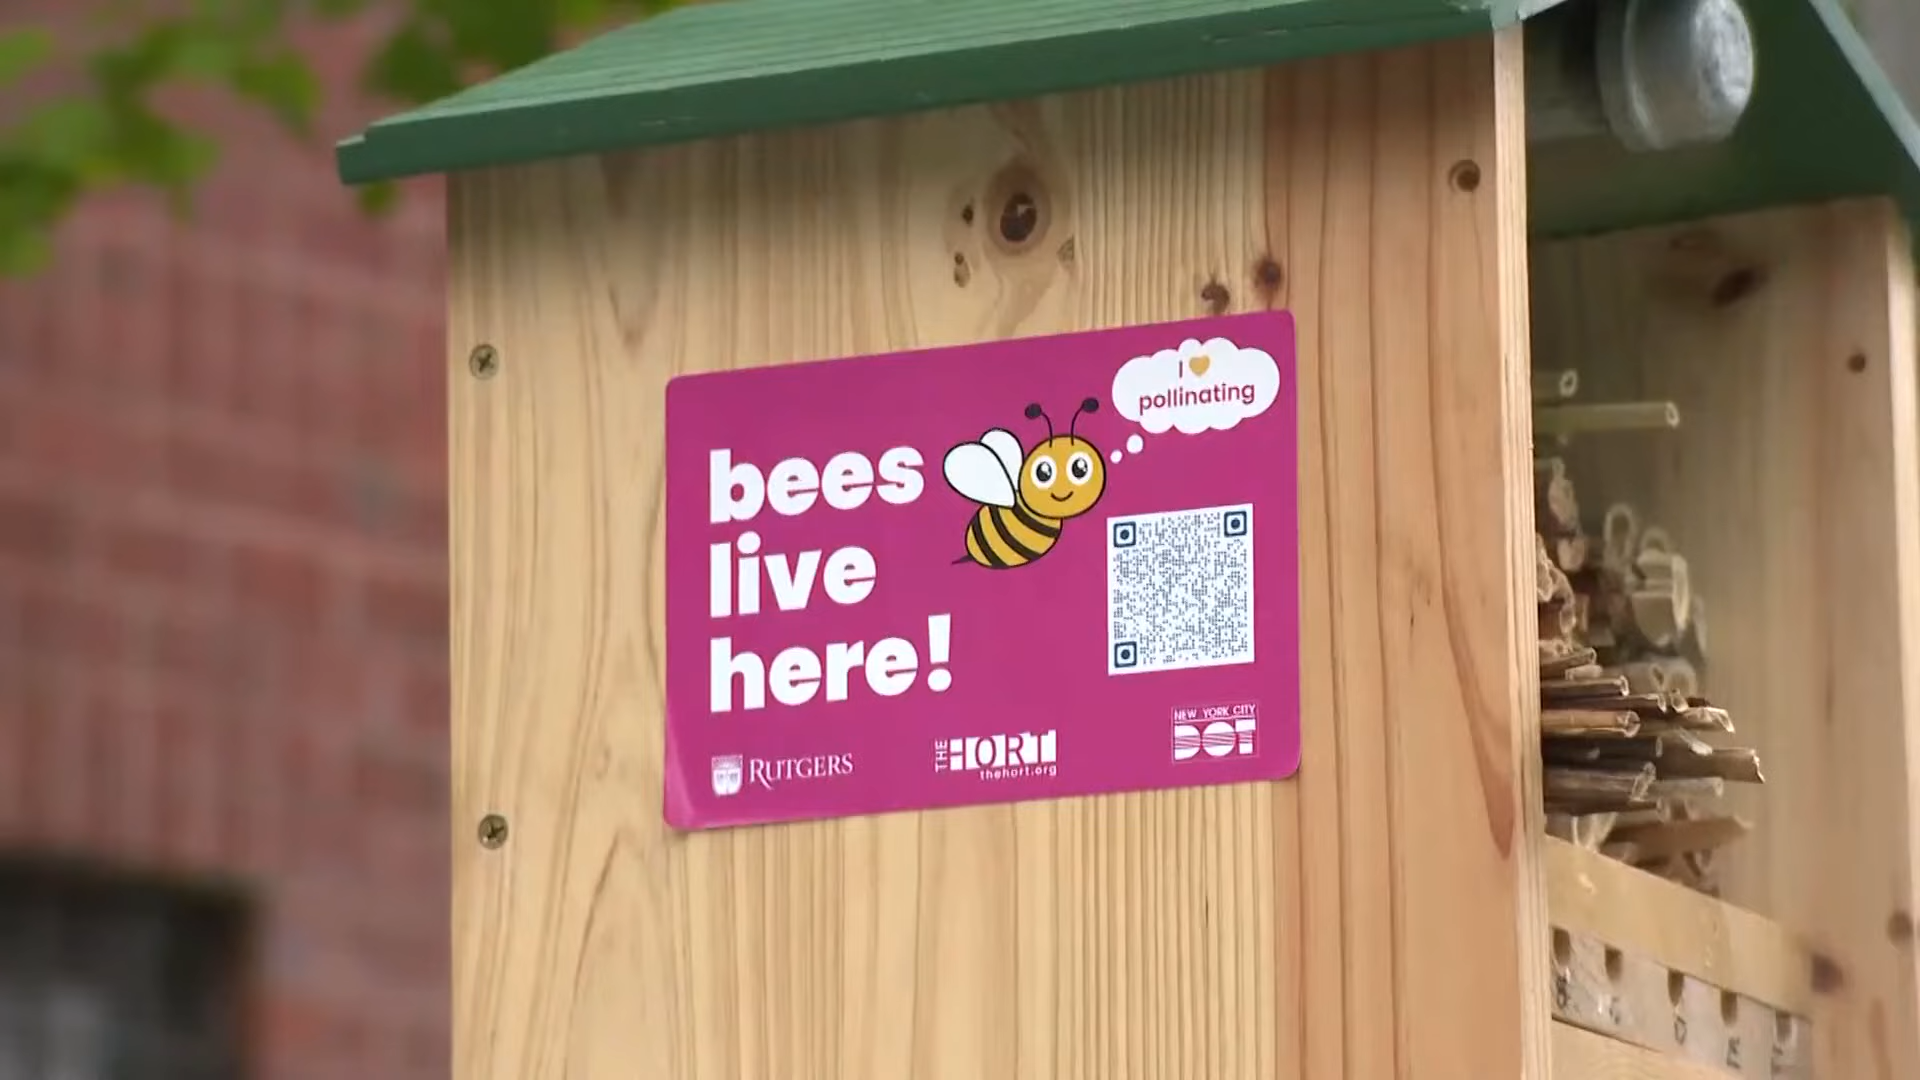 I
pollinating
bees
live
here!
RUTGERS
THE HORT
thehort.org
NEW YORK CITY
DOT